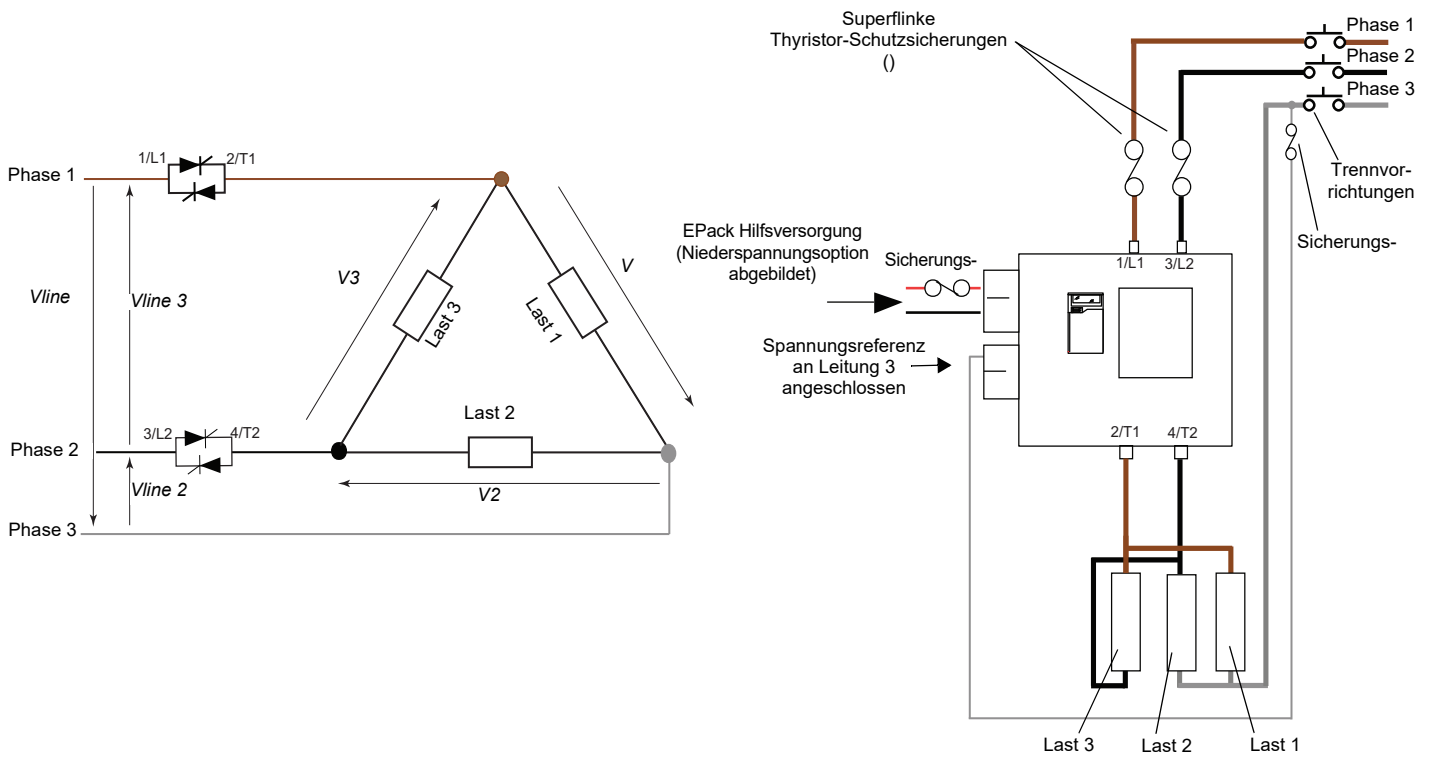 Phase 1
1/L1
2/T1
V3
V
Vline
Vline 3
Last 3
Last 1
Last 2
Phase 2
3/L2
4/T2
Vline 2
V2
Phase 3
Superflinke
Thyristor-Schutzsicherungen
()
Phase 1
Phase 2
Phase 3
Trennvor-
richtungen
Sicherungs-
EPack Hilfsversorgung
(Niederspannungsoption
abgebildet)
Sicherungs-
1/L1
3/L2
Spannungsreferenz
an Leitung 3
angeschlossen
2/T1
4/T2
Last 3
Last 2
Last 1